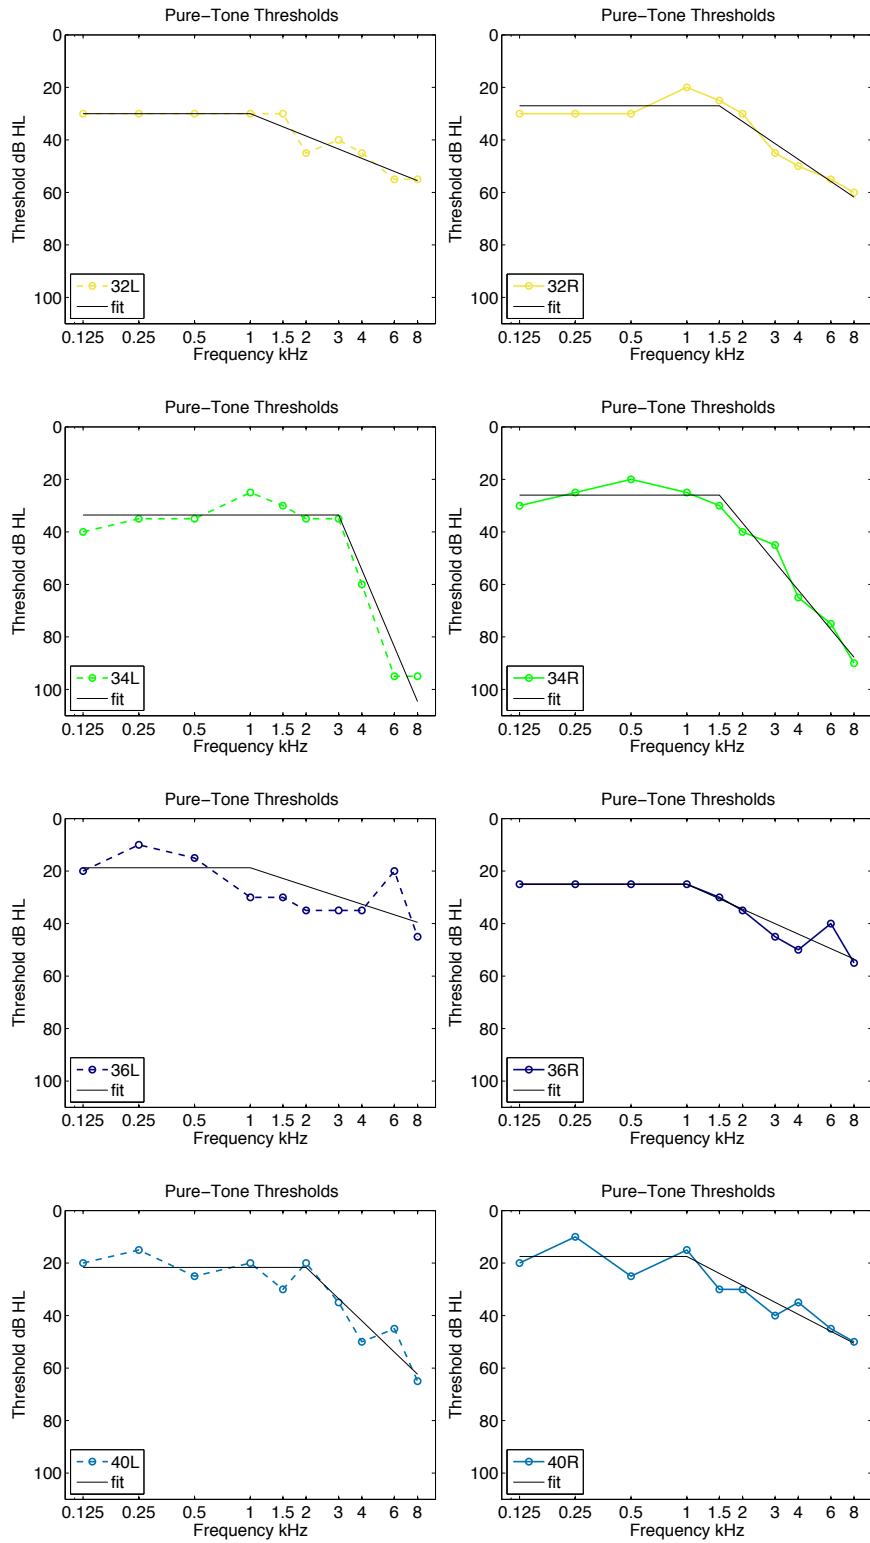 Pure−Tone Thresholds
0
20
40
60
80
100
Threshold dB HL
32L
fit
0.125 0.25 0.5 1 1.5 2 3 4 6 8
Frequency kHz
Pure−Tone Thresholds
0
20
40
60
80
100
Threshold dB HL
32R
fit
0.125 0.25 0.5 1 1.5 2 3 4 6 8
Frequency kHz
Pure−Tone Thresholds
0
20
40
60
80
100
Threshold dB HL
34L
fit
0.125 0.25 0.5 1 1.5 2 3 4 6 8
Frequency kHz
Pure−Tone Thresholds
0
20
40
60
80
100
Threshold dB HL
34R
fit
0.125 0.25 0.5 1 1.5 2 3 4 6 8
Frequency kHz
Pure−Tone Thresholds
0
20
40
60
80
100
Threshold dB HL
36L
fit
0.125 0.25 0.5 1 1.5 2 3 4 6 8
Frequency kHz
Pure−Tone Thresholds
0
20
40
60
80
100
Threshold dB HL
36R
fit
0.125 0.25 0.5 1 1.5 2 3 4 6 8
Frequency kHz
Pure−Tone Thresholds
0
20
40
60
80
100
Threshold dB HL
40L
fit
0.125 0.25 0.5 1 1.5 2 3 4 6 8
Frequency kHz
Pure−Tone Thresholds
0
20
40
60
80
100
Threshold dB HL
40R
fit
0.125 0.25 0.5 1 1.5 2 3 4 6 8
Frequency kHz